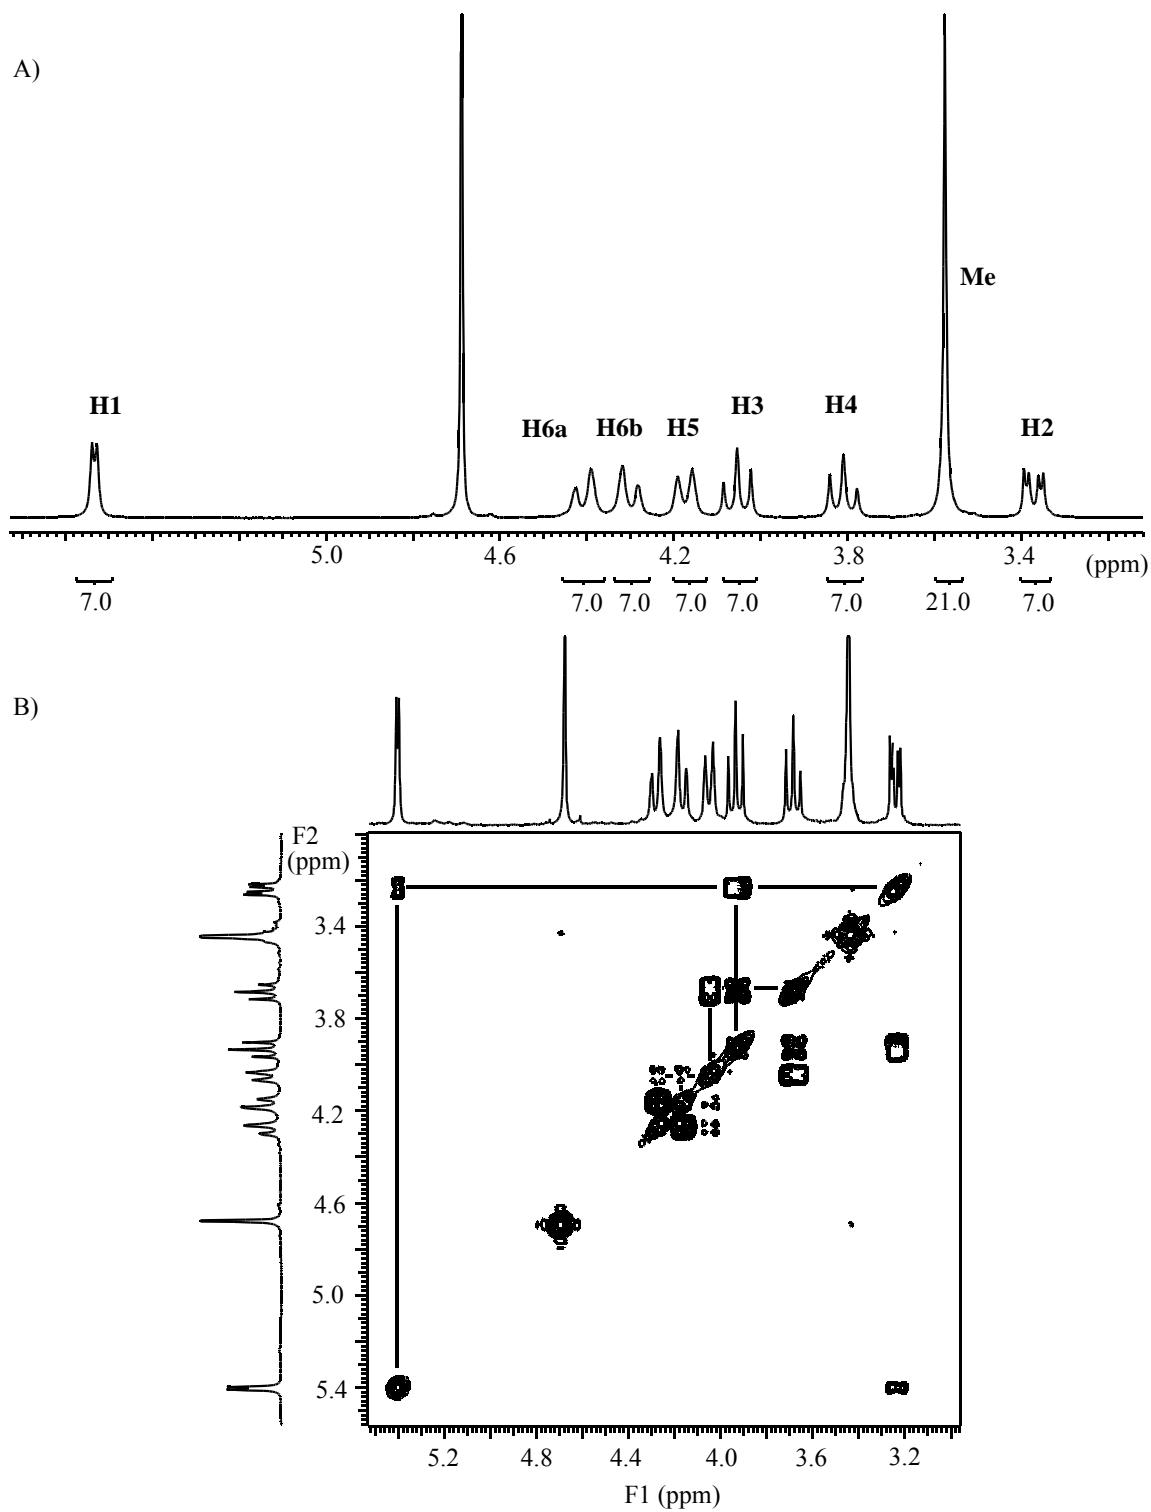 A)
Me
H1
H6a H6b H5 H3 H4 H2
5.0 4.6 4.2 3.8 3.4 (ppm)
7.0 7.0 7.0 7.0 7.0 7.0 21.0 7.0
B)
F2
(ppm)
3.4
3.8
4.2
4.6
5.0
5.4
5.2 4.8 4.4 4.0 3.6 3.2
F1 (ppm)